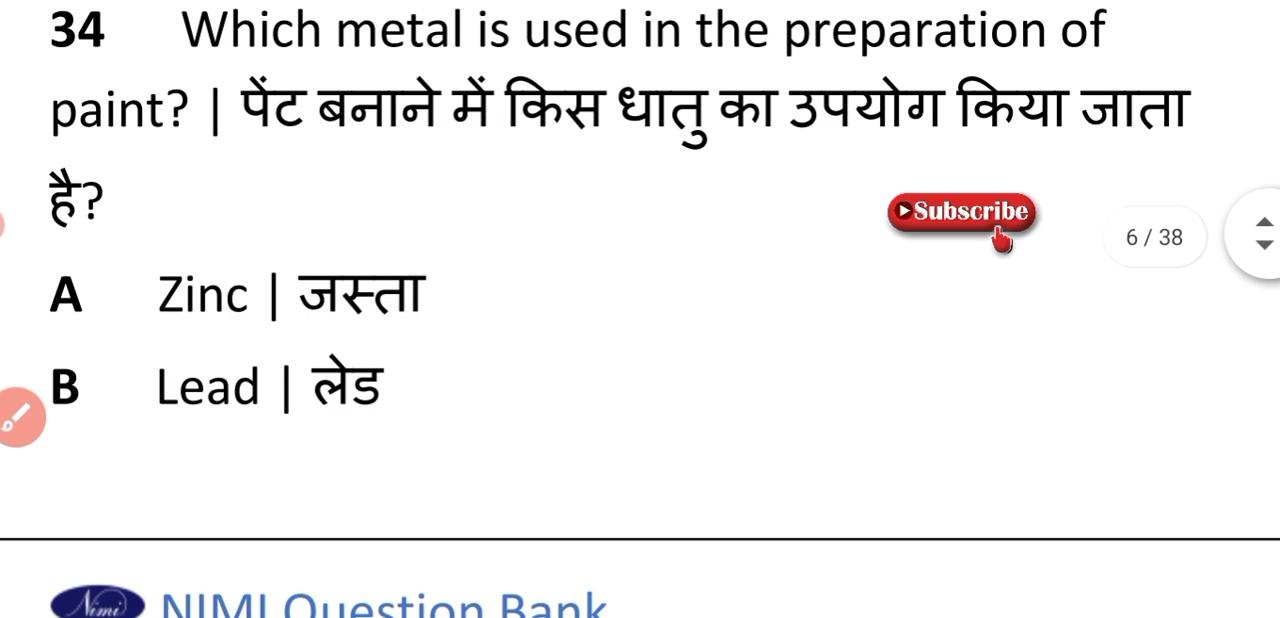 34 Which metal is used in the preparation of
paint? | पेंट बनाने में किस धातु का उपयोग किया जाता
है?
Subscribe
6 / 38
A Zinc | जस्ता
B Lead | लेड
Nimi NIMI Question Bank